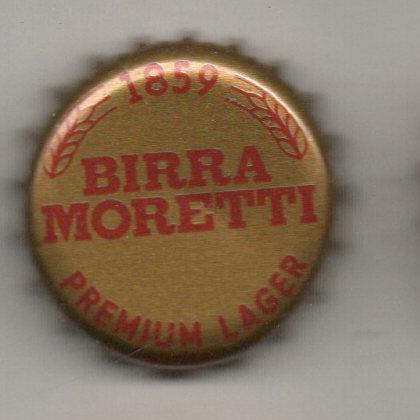 1859
BIRRA
MORETTI
PREMIUM LAGER